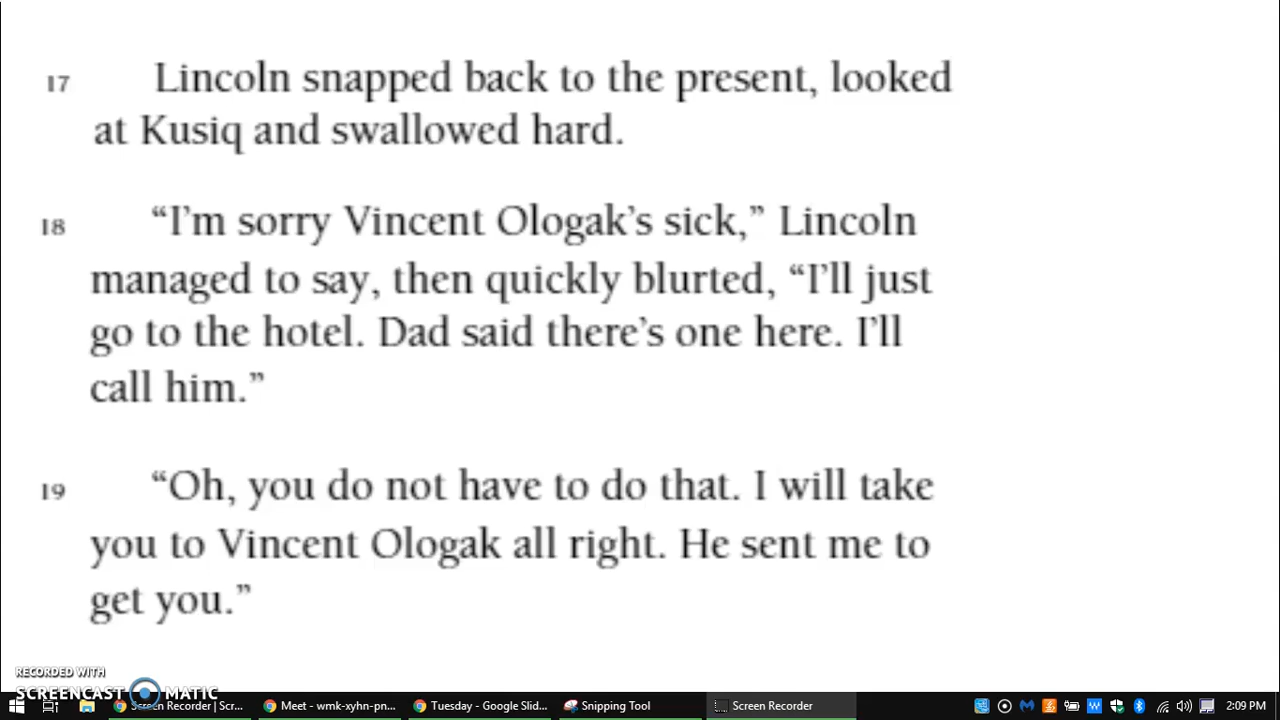 17 Lincoln snapped back to the present, looked
at Kusiq and swallowed hard.
18 “I’m sorry Vincent Ologak’s sick,” Lincoln
managed to say, then quickly blurted, “I’ll just
go to the hotel. Dad said there’s one here. I’ll
call him.”
19 “Oh, you do not have to do that. I will take
you to Vincent Ologak all right. He sent me to
get you.”
RECORDED WITH
SCREENCAST MATIC
Screen Recorder | Scr... Meet - wmk-xyhn-pn... Tuesday - Google Slid... Snipping Tool Screen Recorder 2:09 PM